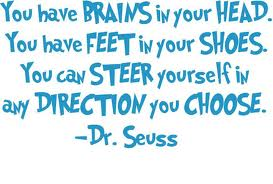 You have BRAINS in your HEAD.
You have FEET in your SHOES.
You can STEER yourself in
any DIRECTION you CHOOSE.
-Dr. Seuss